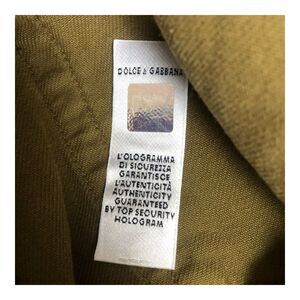 DOLCE & GABBANA
L'OLOGRAMMA
DI SICUREZZA
GARANTISCE
L'AUTENTICITÀ
AUTHENTICITY
GUARANTEED
BY TOP SECURITY
HOLOGRAM